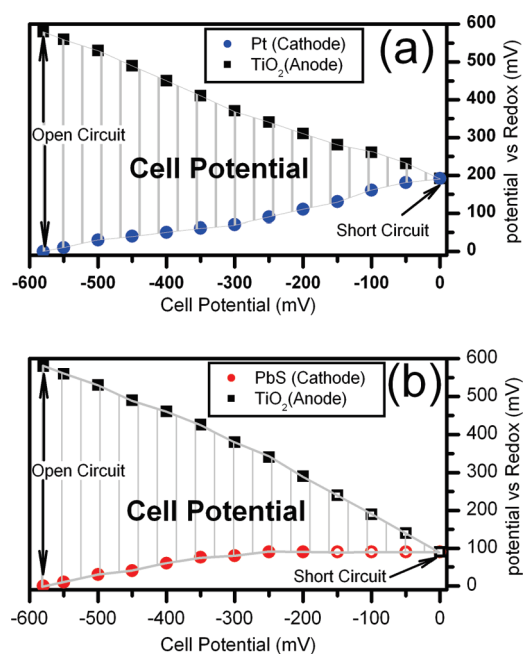 600
(a)
Pt (Cathode)
TiO2(Anode)
500
400
300
200
100
0
potential vs Redox (mV)
Open Circuit
Cell Potential
Short Circuit
-600 -500 -400 -300 -200 -100 0
Cell Potential (mV)
600
(b)
PbS (Cathode)
TiO2(Anode)
500
400
300
200
100
0
potential vs Redox (mV)
Open Circuit
Cell Potential
Short Circuit
-600 -500 -400 -300 -200 -100 0
Cell Potential (mV)